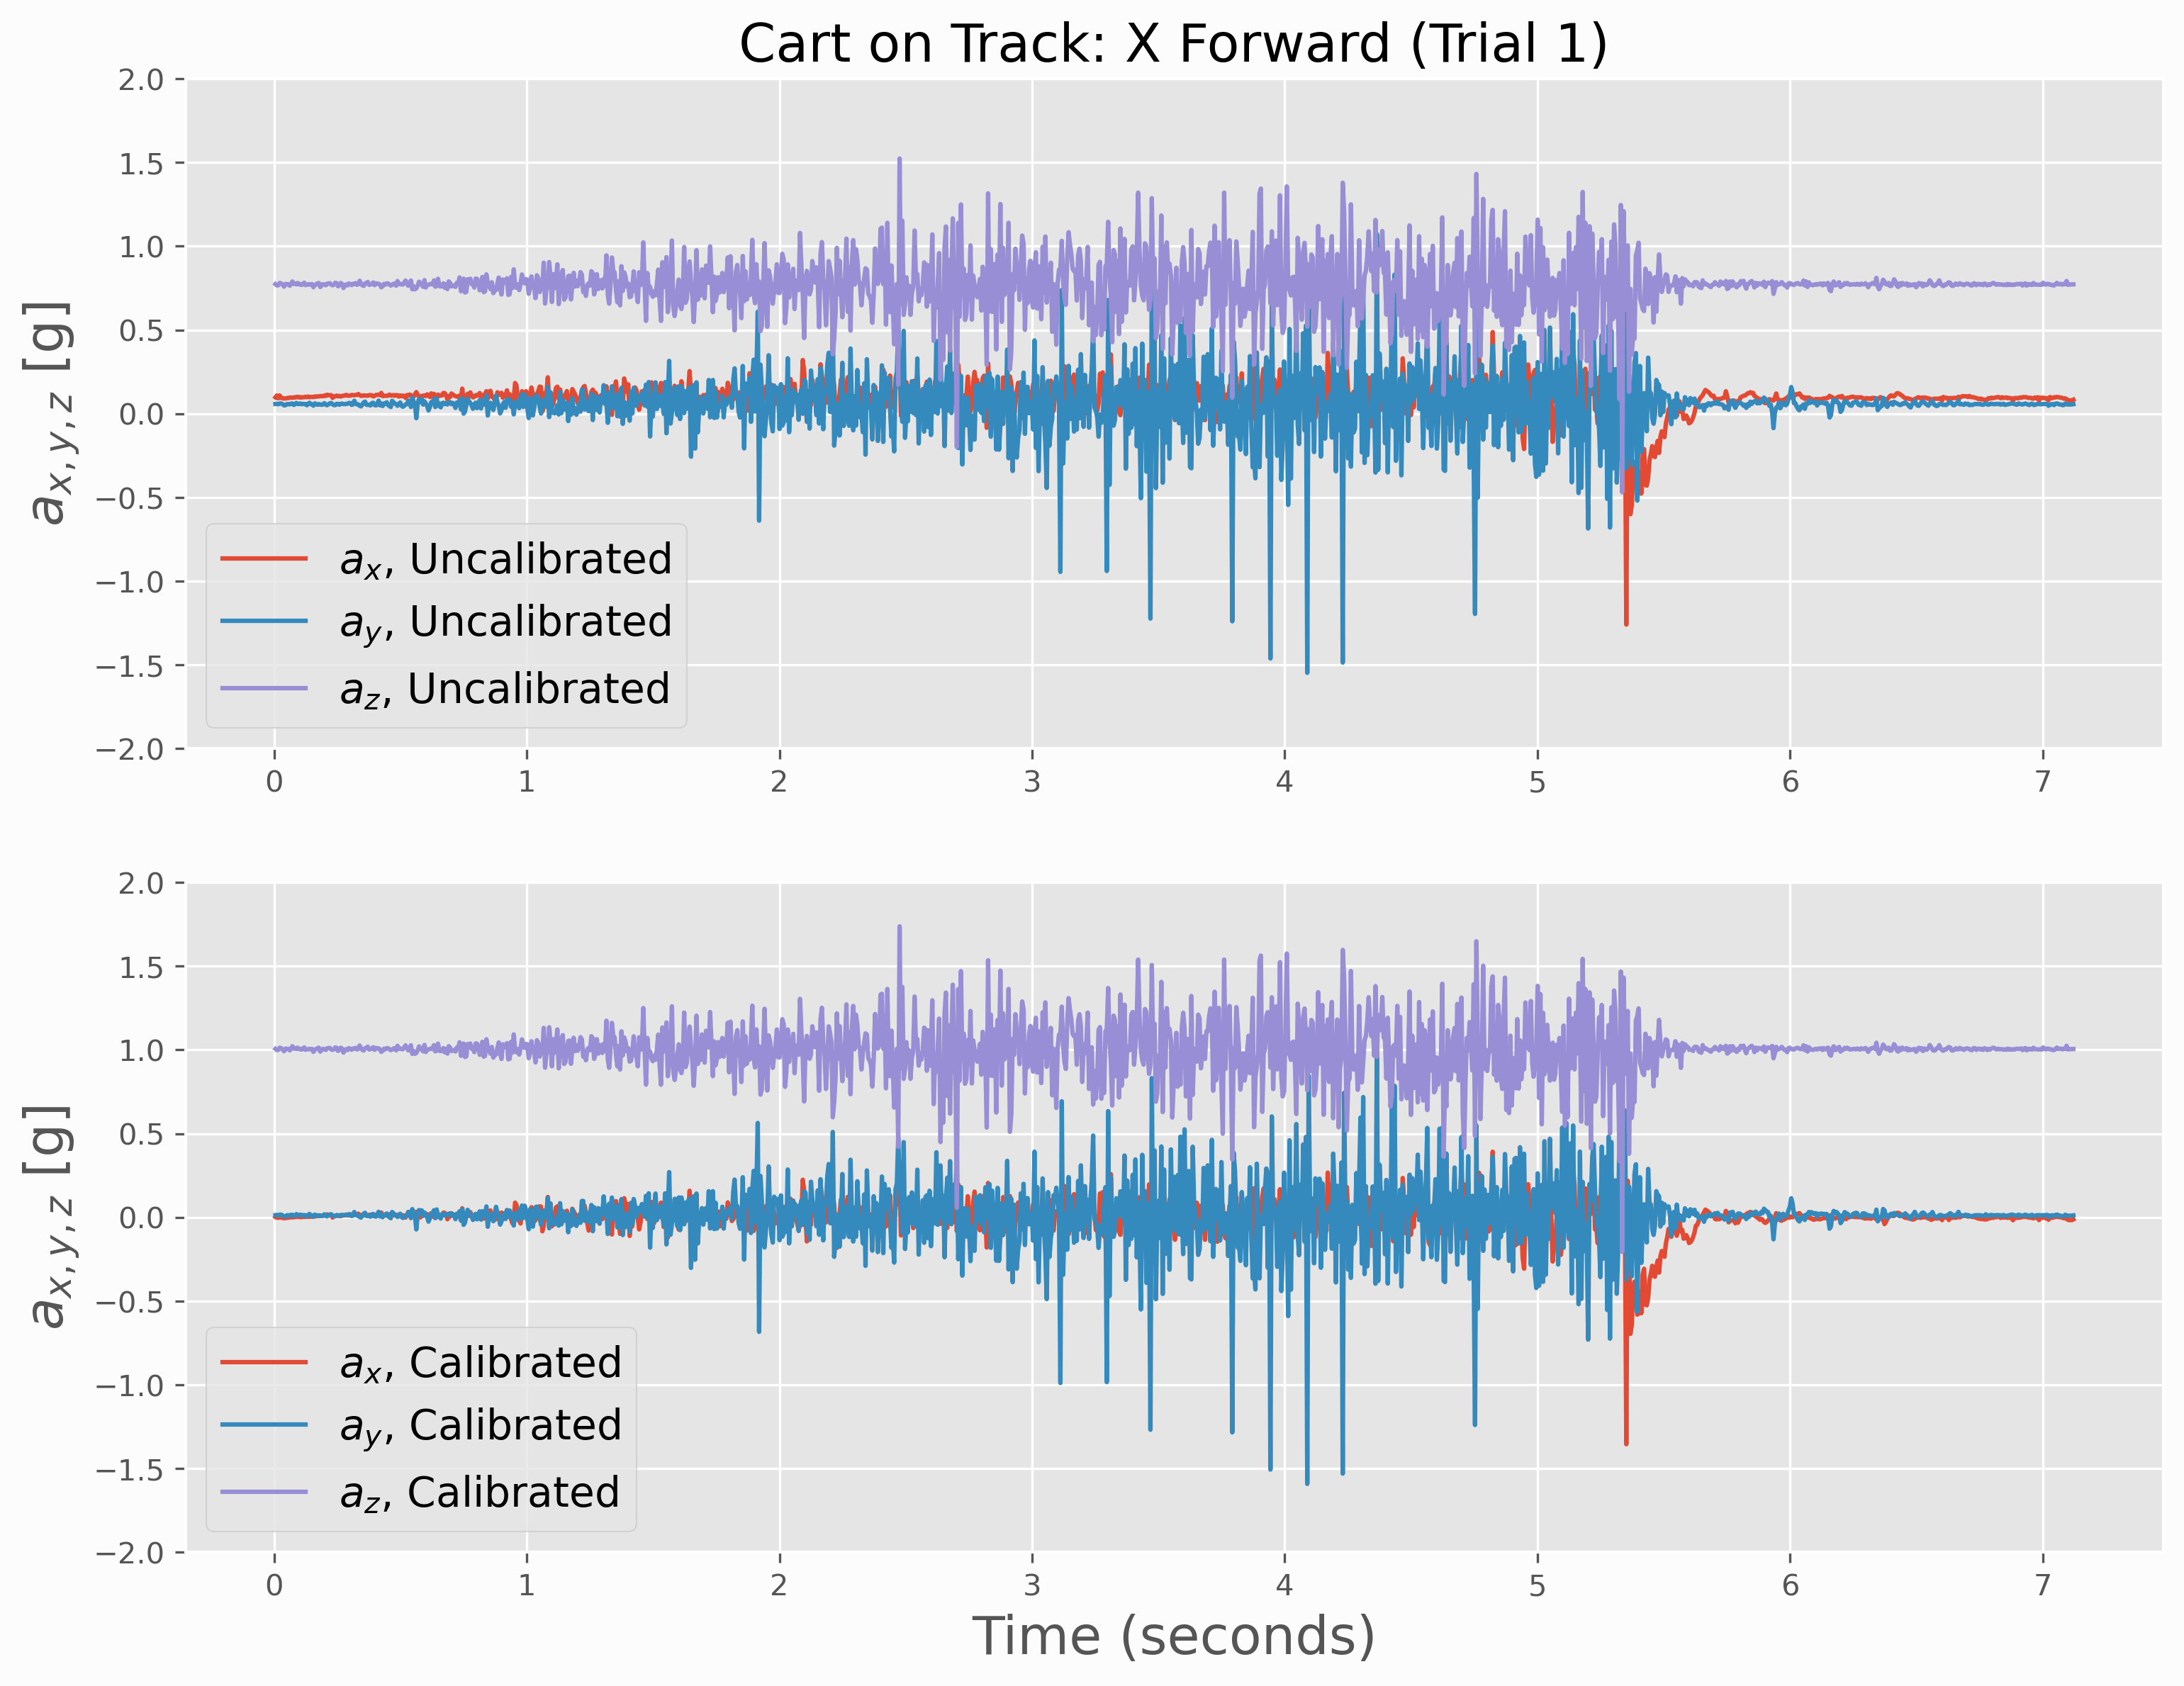 Cart on Track: X Forward (Trial 1)
2.0
1.5
1.0
0.5
0.0
−0.5
−1.0
−1.5
−2.0
a_{x, y, z} [g]
a_x, Uncalibrated
a_y, Uncalibrated
a_z, Uncalibrated
0 1 2 3 4 5 6 7
2.0
1.5
1.0
0.5
0.0
−0.5
−1.0
−1.5
−2.0
a_{x, y, z} [g]
a_x, Calibrated
a_y, Calibrated
a_z, Calibrated
0 1 2 3 4 5 6 7
Time (seconds)